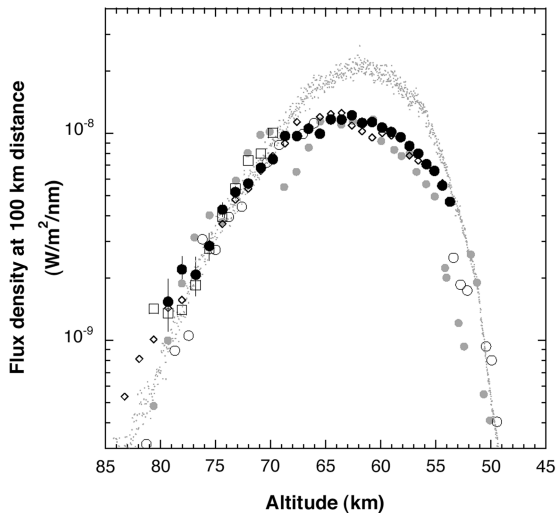 Flux density at 100 km distance
(W/m²/nm)
10⁻⁸
10⁻⁹
85 80 75 70 65 60 55 50 45
Altitude (km)